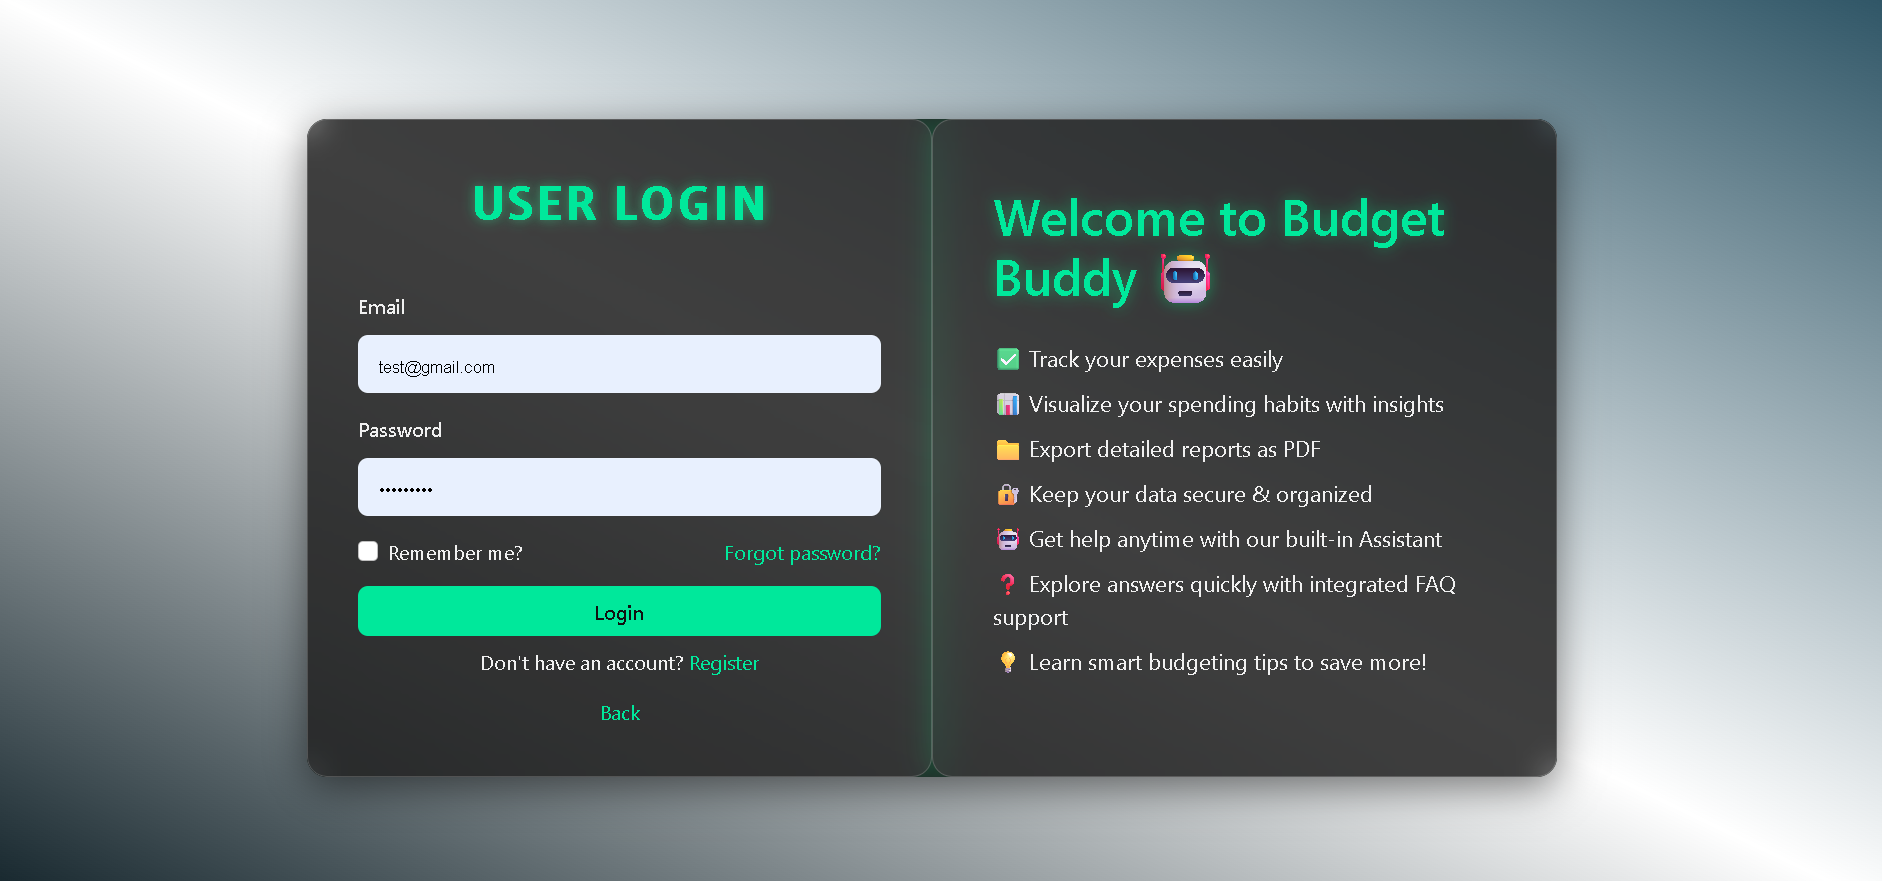 USER LOGIN
Email
test@gmail.com
Password
•••••••••
Remember me?
Forgot password?
Login
Don't have an account? Register
Back
Welcome to Budget
Buddy 🤖
✅ Track your expenses easily
📊 Visualize your spending habits with insights
📁 Export detailed reports as PDF
🔐 Keep your data secure & organized
🤖 Get help anytime with our built-in Assistant
❓ Explore answers quickly with integrated FAQ
support
💡 Learn smart budgeting tips to save more!